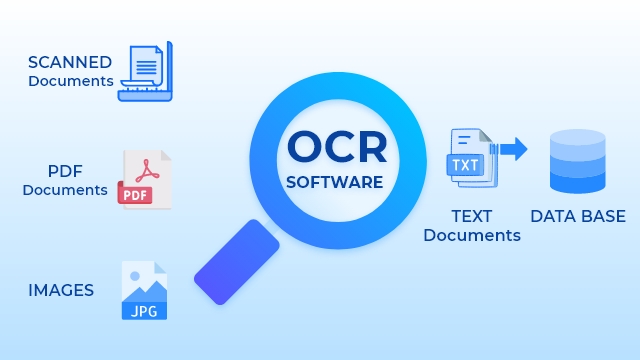 SCANNED
Documents
PDF
Documents
PDF
IMAGES
JPG
OCR
SOFTWARE
TXT
TEXT
Documents
DATA BASE